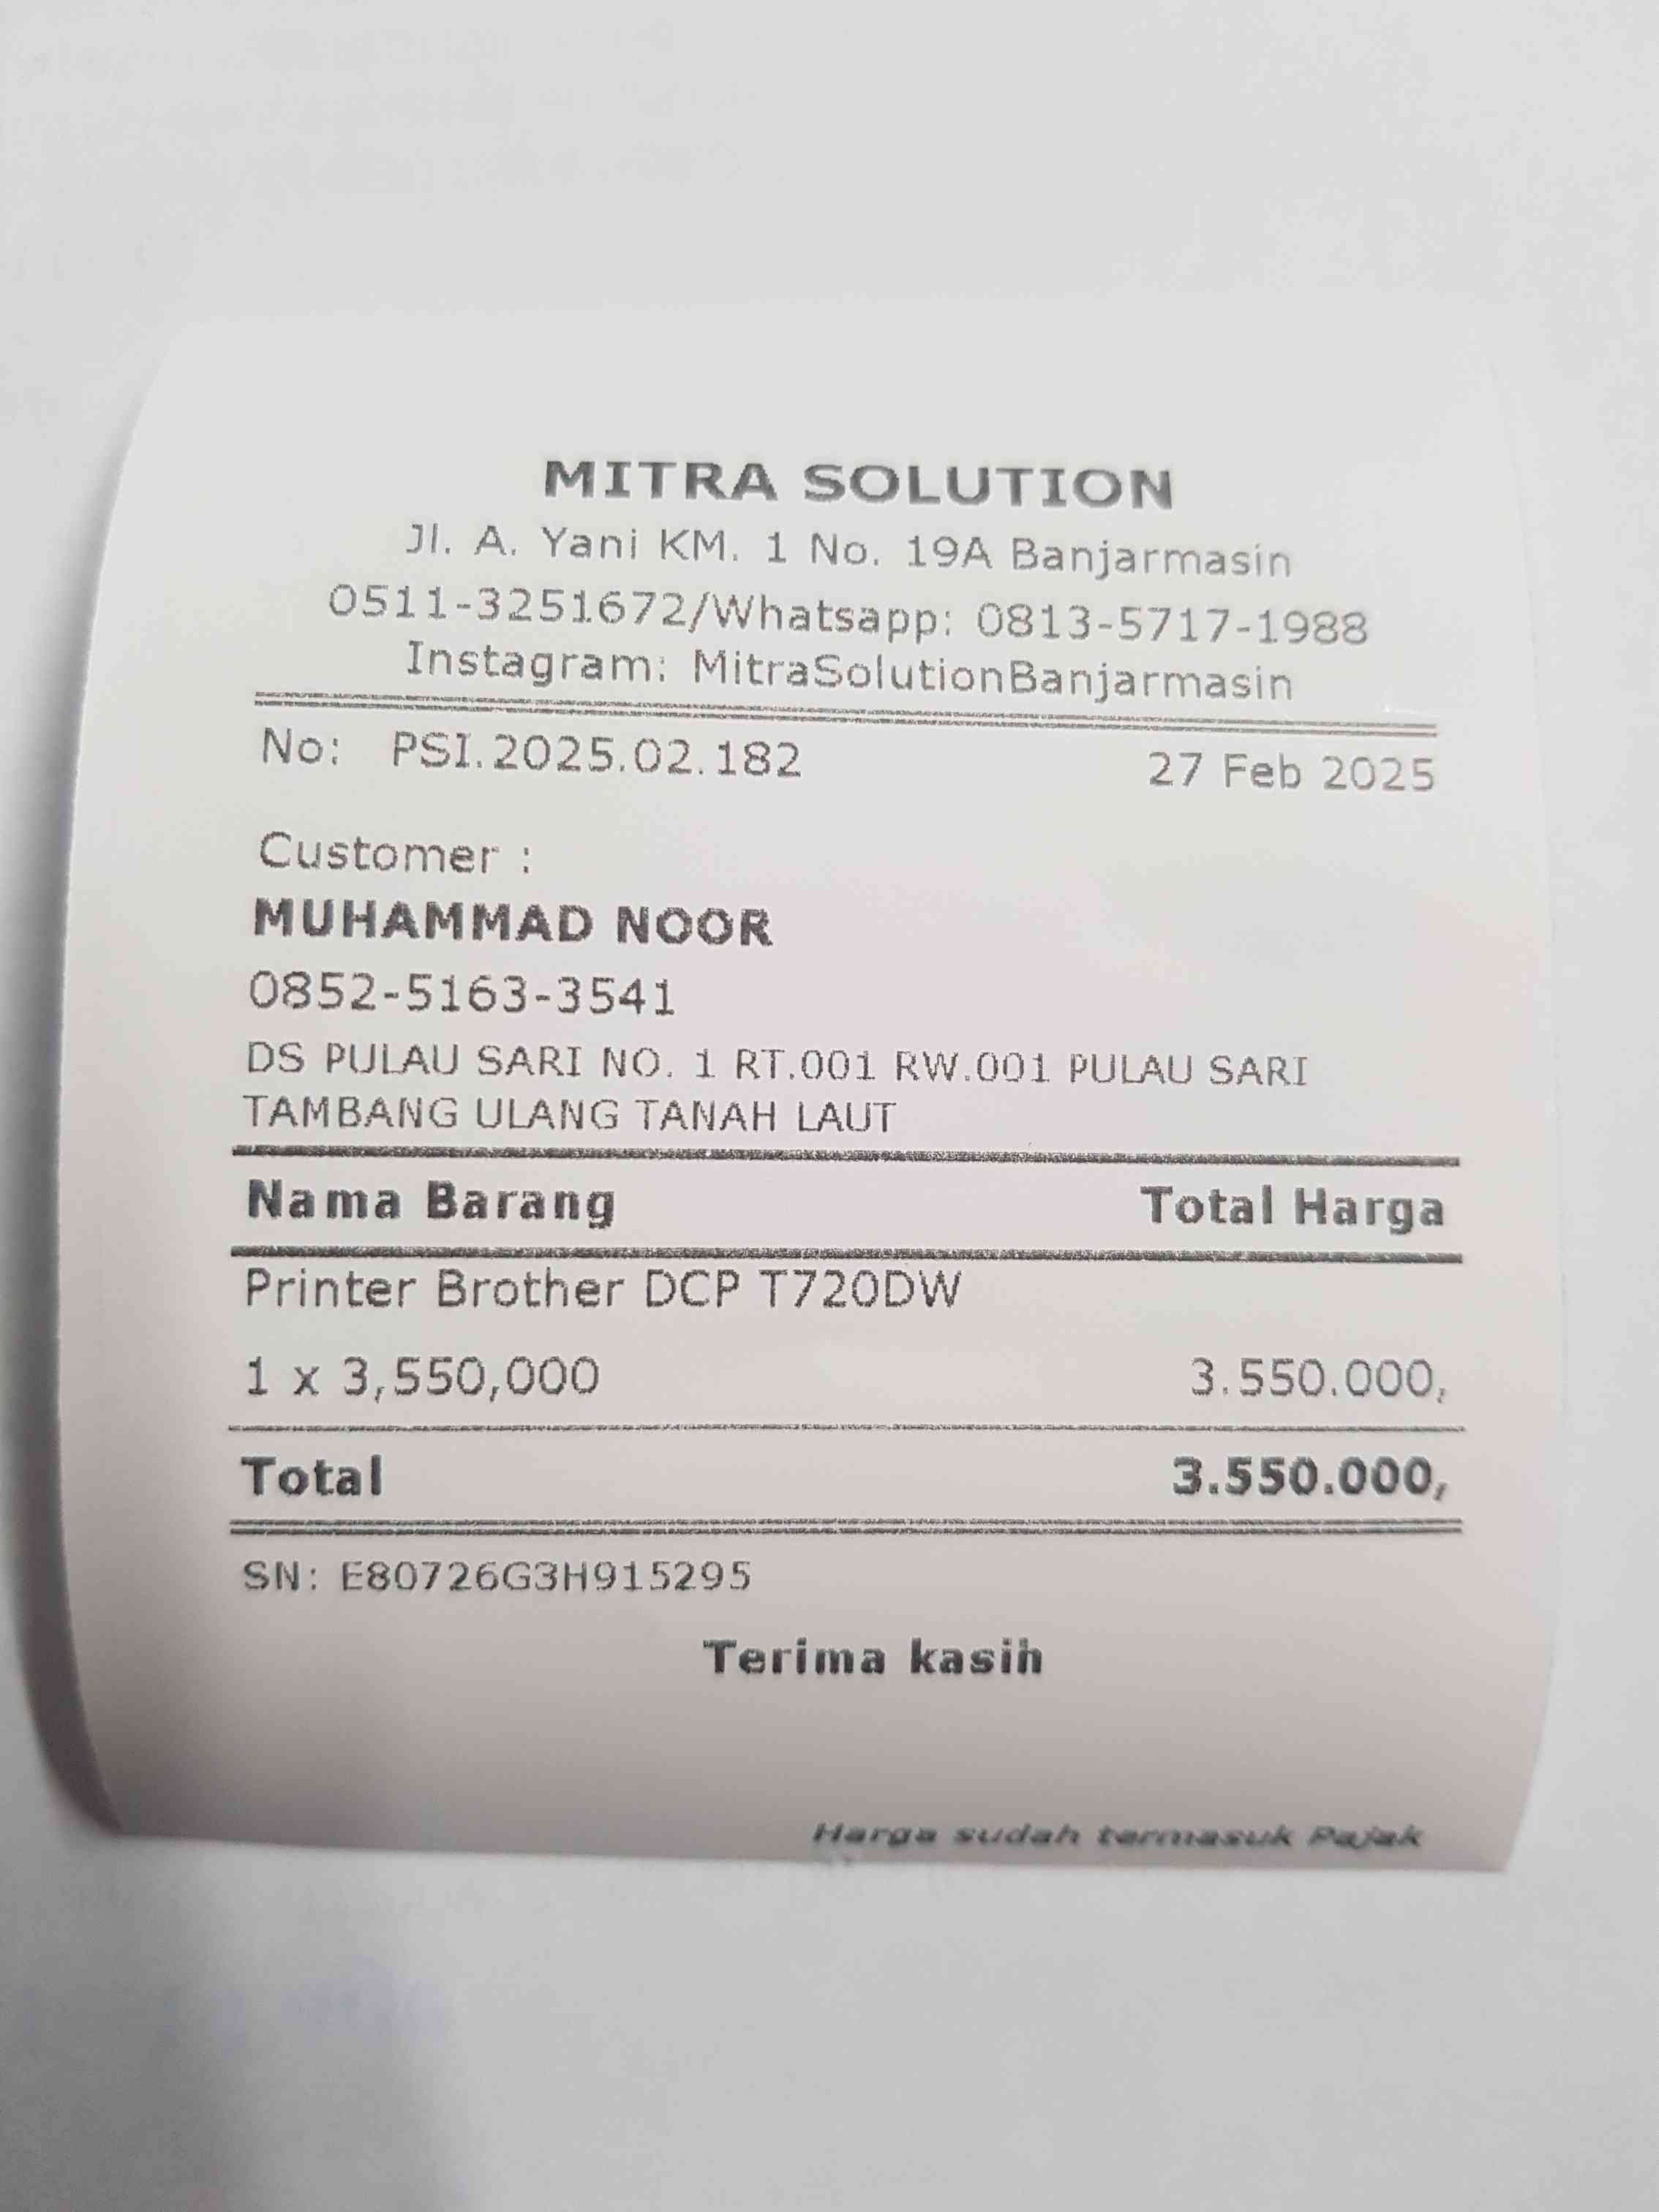 MITRA SOLUTION
Jl. A. Yani KM. 1 No. 19A Banjarmasin
0511-3251672/Whatsapp: 0813-5717-1988
Instagram: MitraSolutionBanjarmasin
No: PSI.2025.02.182 27 Feb 2025
Customer :
MUHAMMAD NOOR
0852-5163-3541
DS PULAU SARI NO. 1 RT.001 RW.001 PULAU SARI
TAMBANG ULANG TANAH LAUT
Nama Barang Total Harga
Printer Brother DCP T720DW
1 x 3,550,000 3.550.000,
Total 3.550.000,
SN: E80726G3H915295
Terima kasih
Harga sudah termasuk Pajak